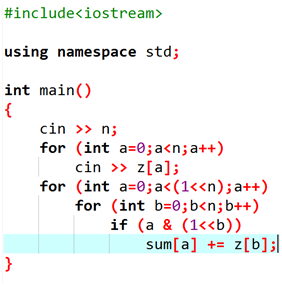 #include<iostream>
using namespace std;
int main()
{
cin >> n;
for (int a=0;a<n;a++)
cin >> z[a];
for (int a=0;a<(1<<n);a++)
for (int b=0;b<n;b++)
if (a & (1<<b))
sum[a] += z[b];
}